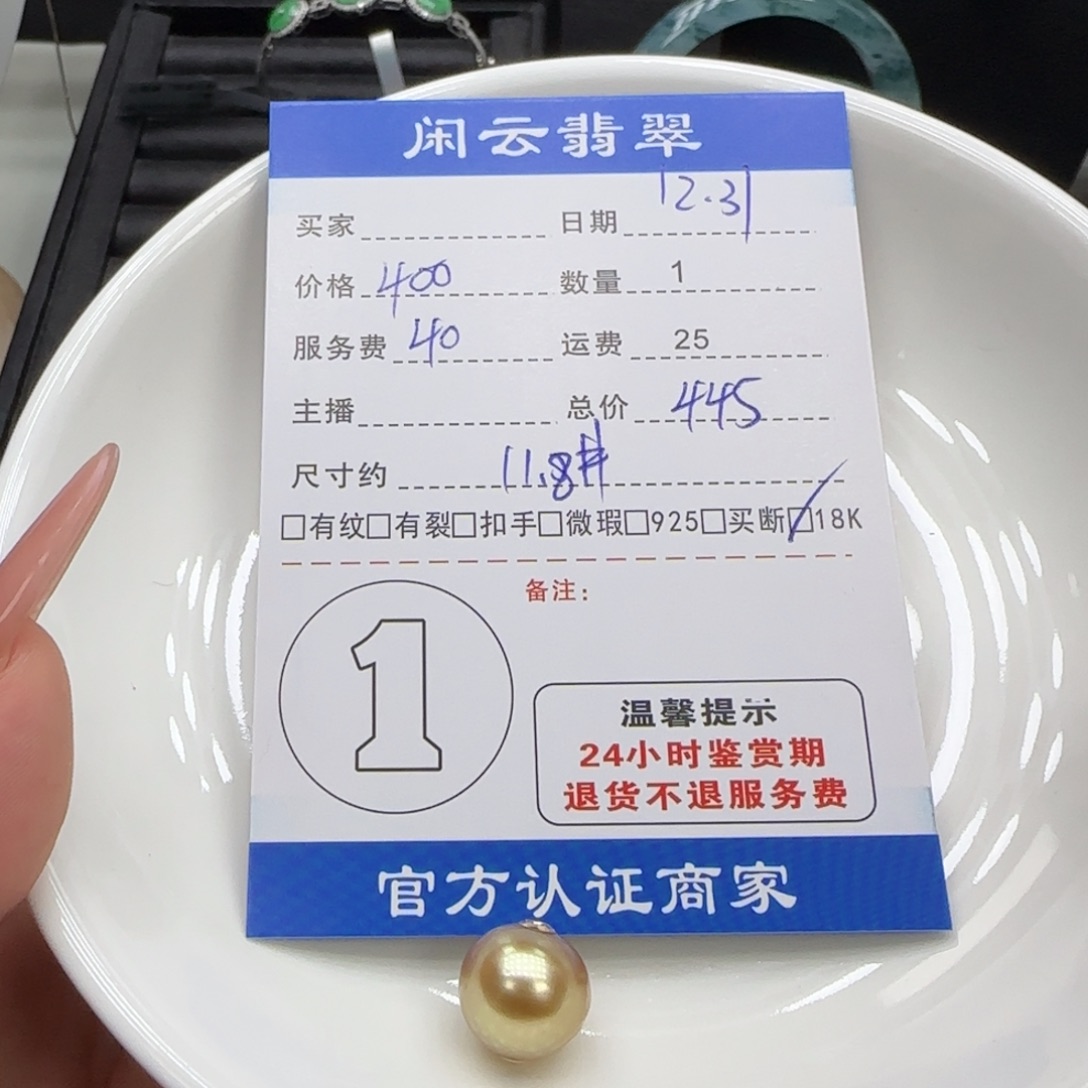 闲云翡翠
买家 日期 12.31
价格 400 数量 1
服务费 40 运费 25
主播 总价 445
尺寸约 11.8#
□有纹□有裂□扣手□微瑕□925□买断□18K
备注：
1
温馨提示
24小时鉴赏期
退货不退服务费
官方认证商家